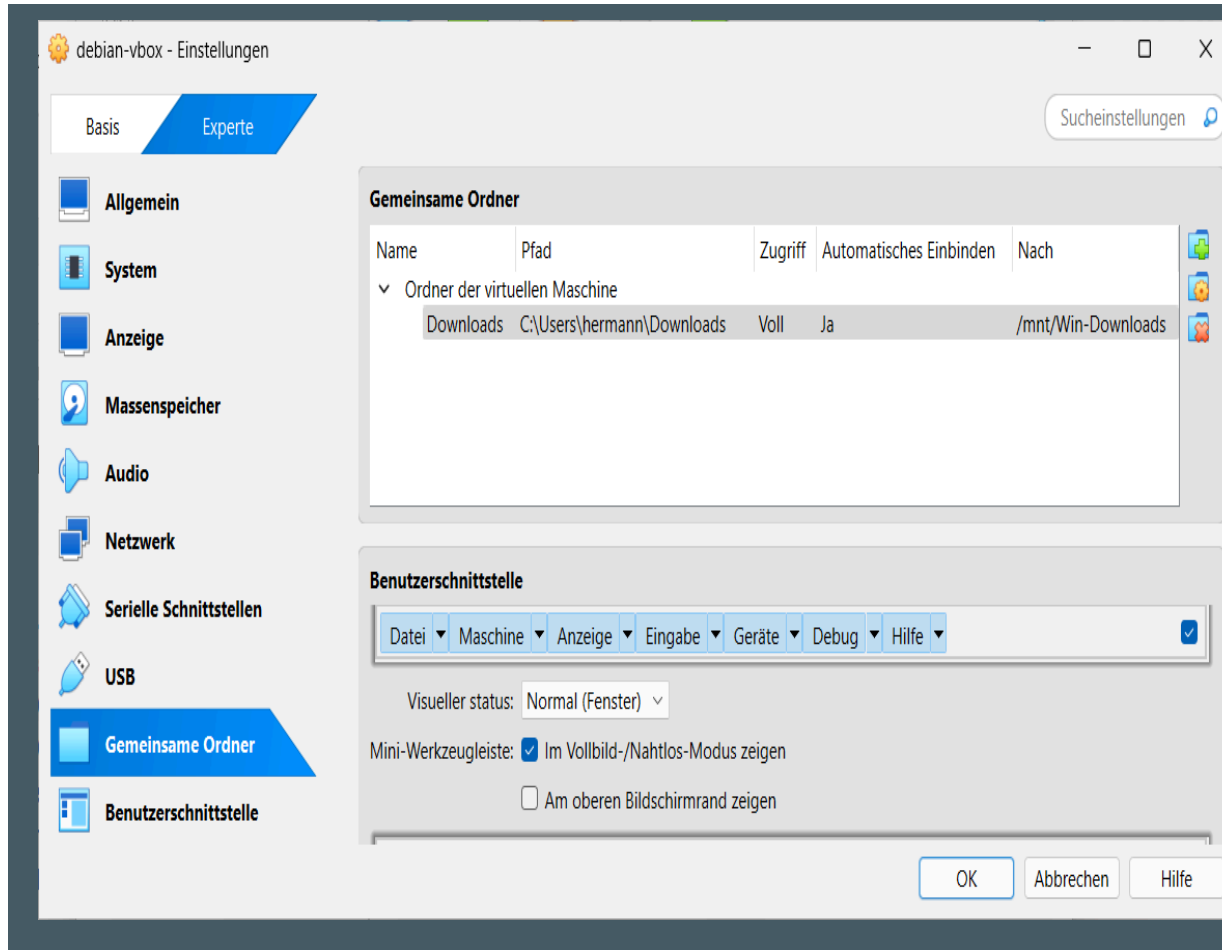 debian-vbox - Einstellungen
Basis Experte Sucheinstellungen
Allgemein
System
Anzeige
Massenspeicher
Audio
Netzwerk
Serielle Schnittstellen
USB
Gemeinsame Ordner
Benutzerschnittstelle
Gemeinsame Ordner
Name Pfad Zugriff Automatisches Einbinden Nach
Ordner der virtuellen Maschine
Downloads C:\Users\hermann\Downloads Voll Ja /mnt/Win-Downloads
Benutzerschnittstelle
Datei Maschine Anzeige Eingabe Geräte Debug Hilfe
Visueller status: Normal (Fenster)
Mini-Werkzeugleiste: Im Vollbild-/Nahtlos-Modus zeigen
Am oberen Bildschirmrand zeigen
OK Abbrechen Hilfe